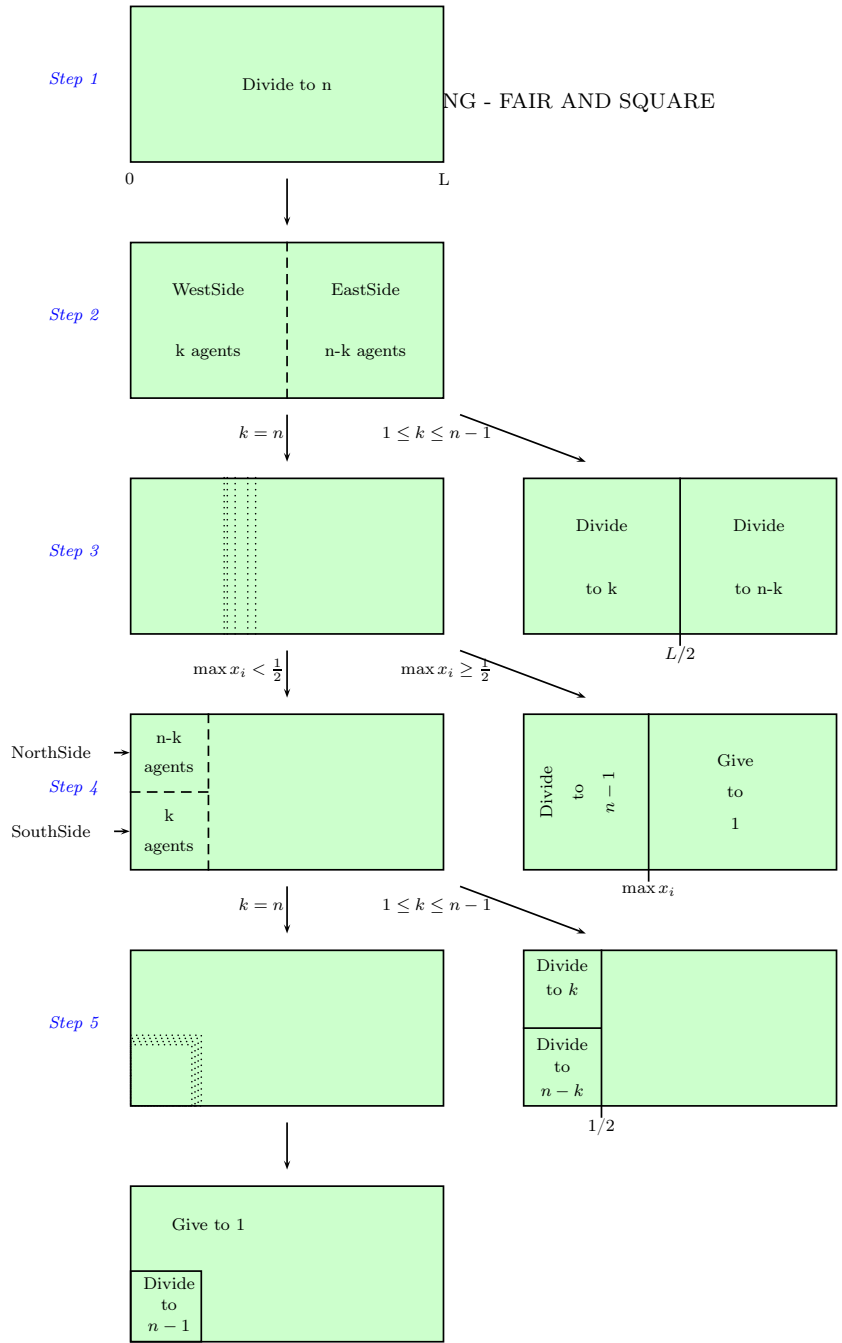 Step 1
Divide to n
NG - FAIR AND SQUARE
0
L
Step 2
WestSide
EastSide
k agents
n-k agents
k = n
1 ≤ k ≤ n − 1
Step 3
Divide
Divide
to k
to n-k
L/2
max x_i < 1/2
max x_i ≥ 1/2
NorthSide
n-k
agents
Step 4
SouthSide
k
agents
Divide
to
n − 1
Give
to
1
max x_i
k = n
1 ≤ k ≤ n − 1
Step 5
Divide
to k
Divide
to
n − k
1/2
Give to 1
Divide
to
n − 1